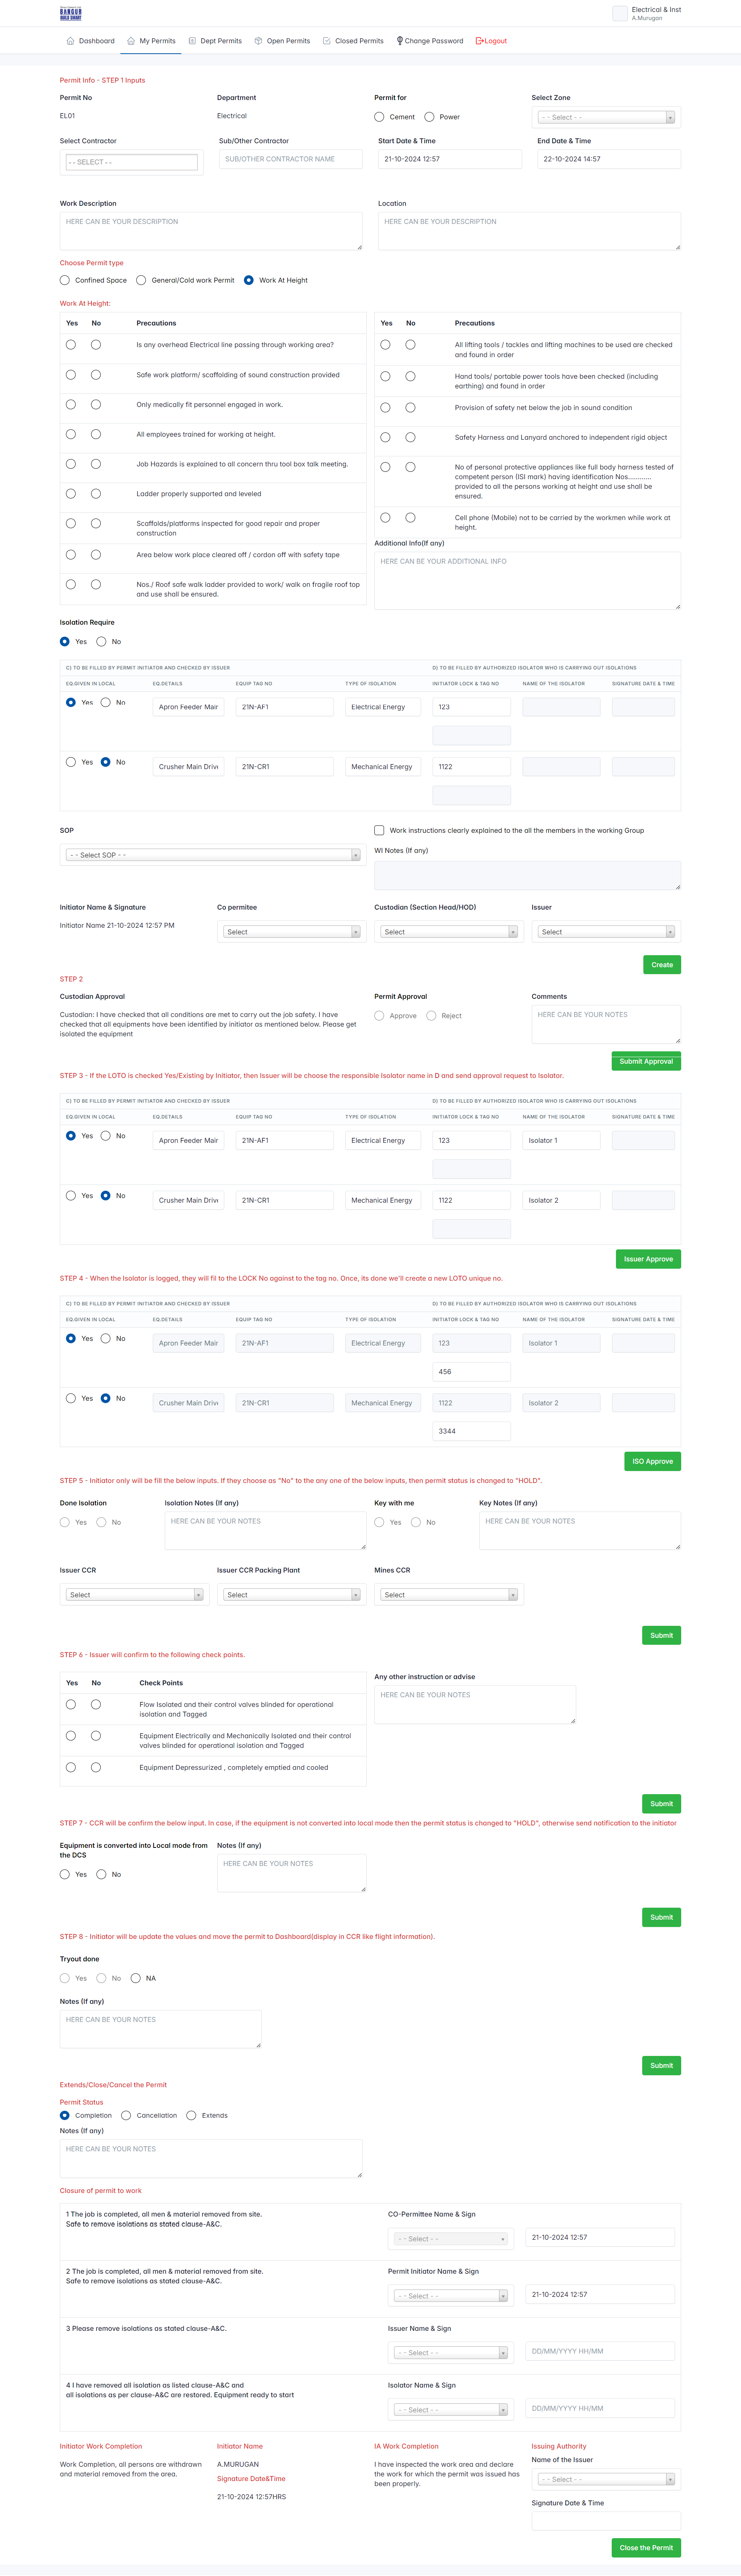 BANGUR
BUILD SMART
Electrical & Inst
A.Murugan
Dashboard My Permits Dept Permits Open Permits Closed Permits Change Password Logout
Permit Info - STEP 1 Inputs
Permit No Department Permit for Select Zone
EL01 Electrical Cement Power - - Select - -
Select Contractor Sub/Other Contractor Start Date & Time End Date & Time
- - SELECT - - SUB/OTHER CONTRACTOR NAME 21-10-2024 12:57 22-10-2024 14:57
Work Description Location
HERE CAN BE YOUR DESCRIPTION HERE CAN BE YOUR DESCRIPTION
Choose Permit type
Confined Space General/Cold work Permit Work At Height
Work At Height:
Yes No Precautions
Is any overhead Electrical line passing through working area?
Safe work platform/ scaffolding of sound construction provided
Only medically fit personnel engaged in work.
All employees trained for working at height.
Job Hazards is explained to all concern thru tool box talk meeting.
Ladder properly supported and leveled
Scaffolds/platforms inspected for good repair and proper
construction
Area below work place cleared off / cordon off with safety tape
Nos./ Roof safe walk ladder provided to work/ walk on fragile roof top
and use shall be ensured.
Yes No Precautions
All lifting tools / tackles and lifting machines to be used are checked
and found in order
Hand tools/ portable power tools have been checked (including
earthing) and found in order
Provision of safety net below the job in sound condition
Safety Harness and Lanyard anchored to independent rigid object
No of personal protective appliances like full body harness tested of
competent person (ISI mark) having identification Nos............
provided to all the persons working at height and use shall be
ensured.
Cell phone (Mobile) not to be carried by the workmen while work at
height.
Additional Info(If any)
HERE CAN BE YOUR ADDITIONAL INFO
Isolation Require
Yes No
C) TO BE FILLED BY PERMIT INITIATOR AND CHECKED BY ISSUER D) TO BE FILLED BY AUTHORIZED ISOLATOR WHO IS CARRYING OUT ISOLATIONS
EQ.GIVEN IN LOCAL EQ.DETAILS EQUIP TAG NO TYPE OF ISOLATION INITIATOR LOCK & TAG NO NAME OF THE ISOLATOR SIGNATURE DATE & TIME
Yes No Apron Feeder Mair 21N-AF1 Electrical Energy 123
Yes No Crusher Main Drive 21N-CR1 Mechanical Energy 1122
SOP
- - Select SOP - -
Work instructions clearly explained to the all the members in the working Group
WI Notes (If any)
Initiator Name & Signature Co permitee Custodian (Section Head/HOD) Issuer
Initiator Name 21-10-2024 12:57 PM Select Select Select
Create
STEP 2
Custodian Approval Permit Approval Comments
Custodian: I have checked that all conditions are met to carry out the job safely. I have
checked that all equipments have been identified by initiator as mentioned below. Please get
isolated the equipment
Approve Reject
HERE CAN BE YOUR NOTES
Submit Approval
STEP 3 - If the LOTO is checked Yes/Existing by Initiator, then Issuer will be choose the responsible Isolator name in D and send approval request to Isolator.
C) TO BE FILLED BY PERMIT INITIATOR AND CHECKED BY ISSUER D) TO BE FILLED BY AUTHORIZED ISOLATOR WHO IS CARRYING OUT ISOLATIONS
EQ.GIVEN IN LOCAL EQ.DETAILS EQUIP TAG NO TYPE OF ISOLATION INITIATOR LOCK & TAG NO NAME OF THE ISOLATOR SIGNATURE DATE & TIME
Yes No Apron Feeder Mair 21N-AF1 Electrical Energy 123 Isolator 1
Yes No Crusher Main Drive 21N-CR1 Mechanical Energy 1122 Isolator 2
Issuer Approve
STEP 4 - When the Isolator is logged, they will fil to the LOCK No against to the tag no. Once, its done we'll create a new LOTO unique no.
C) TO BE FILLED BY PERMIT INITIATOR AND CHECKED BY ISSUER D) TO BE FILLED BY AUTHORIZED ISOLATOR WHO IS CARRYING OUT ISOLATIONS
EQ.GIVEN IN LOCAL EQ.DETAILS EQUIP TAG NO TYPE OF ISOLATION INITIATOR LOCK & TAG NO NAME OF THE ISOLATOR SIGNATURE DATE & TIME
Yes No Apron Feeder Mair 21N-AF1 Electrical Energy 123 Isolator 1
456
Yes No Crusher Main Drive 21N-CR1 Mechanical Energy 1122 Isolator 2
3344
ISO Approve
STEP 5 - Initiator only will be fill the below inputs. If they choose as "No" to the any one of the below inputs, then permit status is changed to "HOLD".
Done Isolation Isolation Notes (If any) Key with me Key Notes (If any)
Yes No HERE CAN BE YOUR NOTES Yes No HERE CAN BE YOUR NOTES
Issuer CCR Issuer CCR Packing Plant Mines CCR
Select Select Select
Submit
STEP 6 - Issuer will confirm to the following check points.
Yes No Check Points Any other instruction or advise
HERE CAN BE YOUR NOTES
Flow Isolated and their control valves blinded for operational
isolation and Tagged
Equipment Electrically and Mechanically Isolated and their control
valves blinded for operational isolation and Tagged
Equipment Depressurized , completely emptied and cooled
Submit
STEP 7 - CCR will be confirm the below input. In case, if the equipment is not converted into local mode then the permit status is changed to "HOLD", otherwise send notification to the initiator
Equipment is converted into Local mode from
the DCS
Yes No
Notes (If any)
HERE CAN BE YOUR NOTES
Submit
STEP 8 - Initiator will be update the values and move the permit to Dashboard(display in CCR like flight information).
Tryout done
Yes No NA
Notes (If any)
HERE CAN BE YOUR NOTES
Submit
Extends/Close/Cancel the Permit
Permit Status
Completion Cancellation Extends
Notes (If any)
HERE CAN BE YOUR NOTES
Closure of permit to work
1 The job is completed, all men & material removed from site.
Safe to remove isolations as stated clause-A&C.
CO-Permittee Name & Sign
- - Select - - 21-10-2024 12:57
2 The job is completed, all men & material removed from site.
Safe to remove isolations as stated clause-A&C.
Permit Initiator Name & Sign
- - Select - - 21-10-2024 12:57
3 Please remove isolations as stated clause-A&C.
Issuer Name & Sign
- - Select - - DD/MM/YYYY HH/MM
4 I have removed all isolation as listed clause-A&C and
all isolations as per clause-A&C are restored. Equipment ready to start
Isolator Name & Sign
- - Select - - DD/MM/YYYY HH/MM
Initiator Work Completion Initiator Name IA Work Completion Issuing Authority
Work Completion, all persons are withdrawn
and material removed from the area.
A.MURUGAN
Signature Date&Time
21-10-2024 12:57HRS
I have inspected the work area and declare
the work for which the permit was issued has
been properly.
Name of the Issuer
- - Select - -
Signature Date & Time
Close the Permit